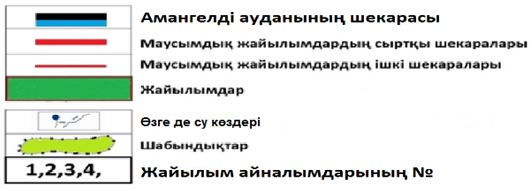 Амангелді ауданының шекарасы
Маусымдық жайылымдардың сыртқы шекаралары
Маусымдық жайылымдардың ішкі шекаралары
Жайылымдар
Өзге де су көздері
Шабындықтар
1,2,3,4, Жайылым айналымдарының №